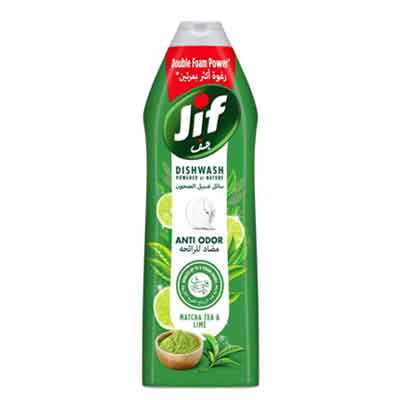 Double Foam Power*
رغوة أكثر بمرتين*
Jif
جف
DISHWASH
POWERED BY NATURE
سائل غسيل الصحون
ANTI ODOR
مضاد للرائحة
MATCHA TEA &
LIME